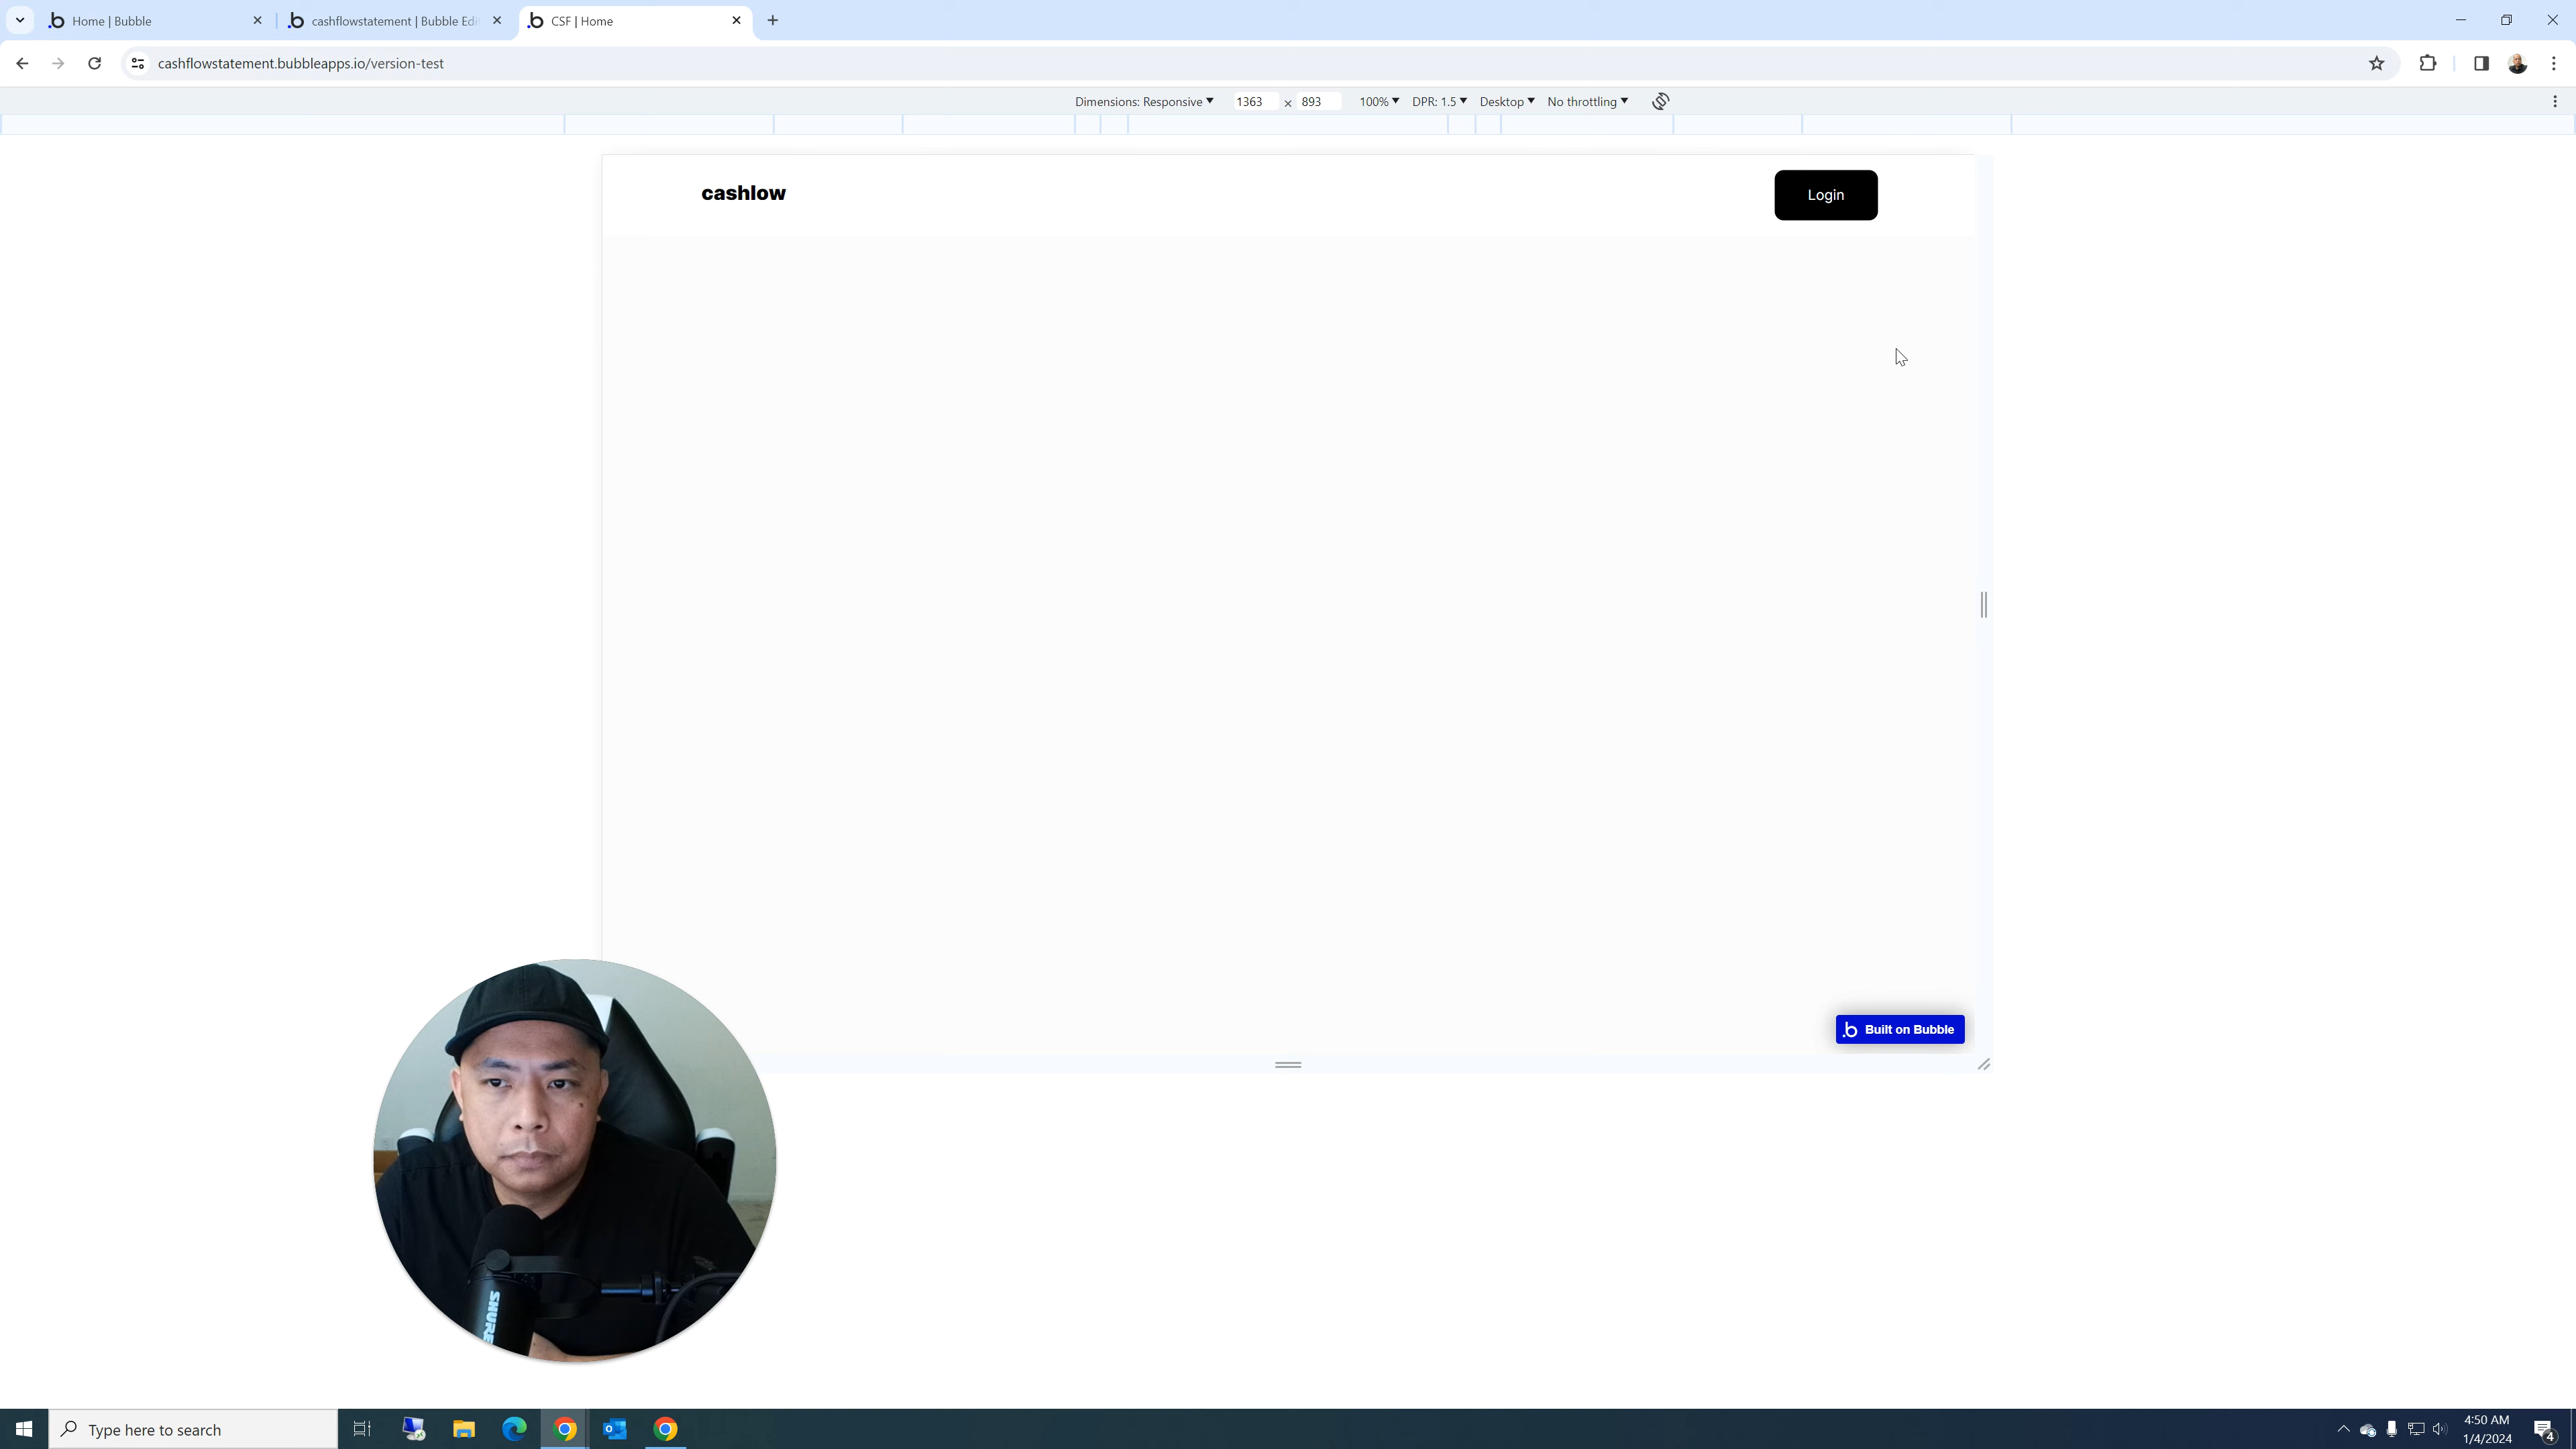 Home | Bubble
cashflowstatement | Bubble Edi
CSF | Home
cashflowstatement.bubbleapps.io/version-test
Dimensions: Responsive
1363
×
893
100%
DPR: 1.5
Desktop
No throttling
cashlow
Login
Built on Bubble
SHURE
Type here to search
4:50 AM
1/4/2024
4